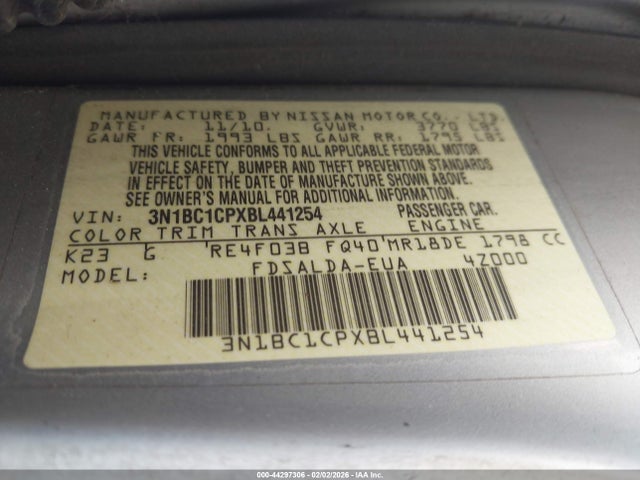 MANUFACTURED BY NISSAN MOTOR CO., LTD.
DATE: 11/10. GVWR: 3770 LBS
GAWR FR: 1993 LBS GAWR RR: 1795 LBS
THIS VEHICLE CONFORMS TO ALL APPLICABLE FEDERAL MOTOR
VEHICLE SAFETY, BUMPER AND THEFT PREVENTION STANDARDS
IN EFFECT ON THE DATE OF MANUFACTURE SHOWN ABOVE.
SEE OWNER'S MANUAL FOR ADDITIONAL INFORMATION.
VIN: 3N1BC1CPXBL441254 PASSENGER CAR.
COLOR TRIM TRANS AXLE ENGINE
K23 G RE4F03B FQ40 MR18DE 1798 CC
MODEL: FDSALDA-EUA 4Z000
3N1BC1CPXBL441254
000-44297306 - 02/02/2026 - IAA Corp.